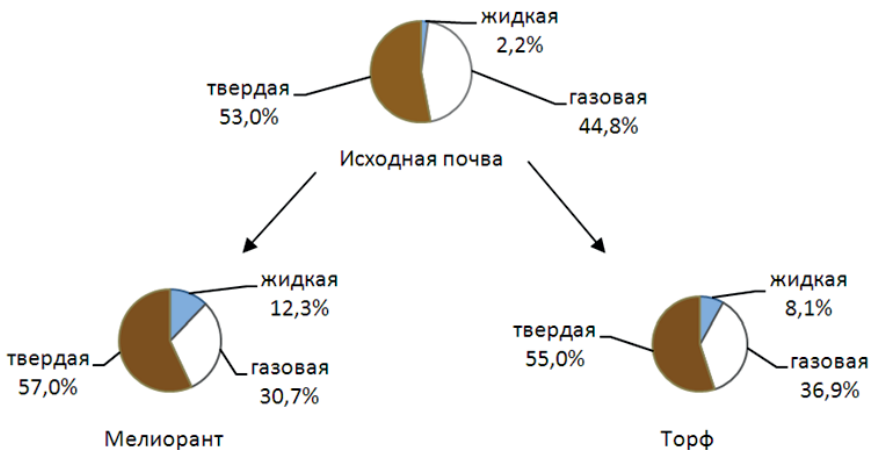 жидкая
2,2%
твердая
53,0%
газовая
44,8%
Исходная почва
жидкая
12,3%
твердая
57,0%
газовая
30,7%
Мелиорант
жидкая
8,1%
твердая
55,0%
газовая
36,9%
Торф